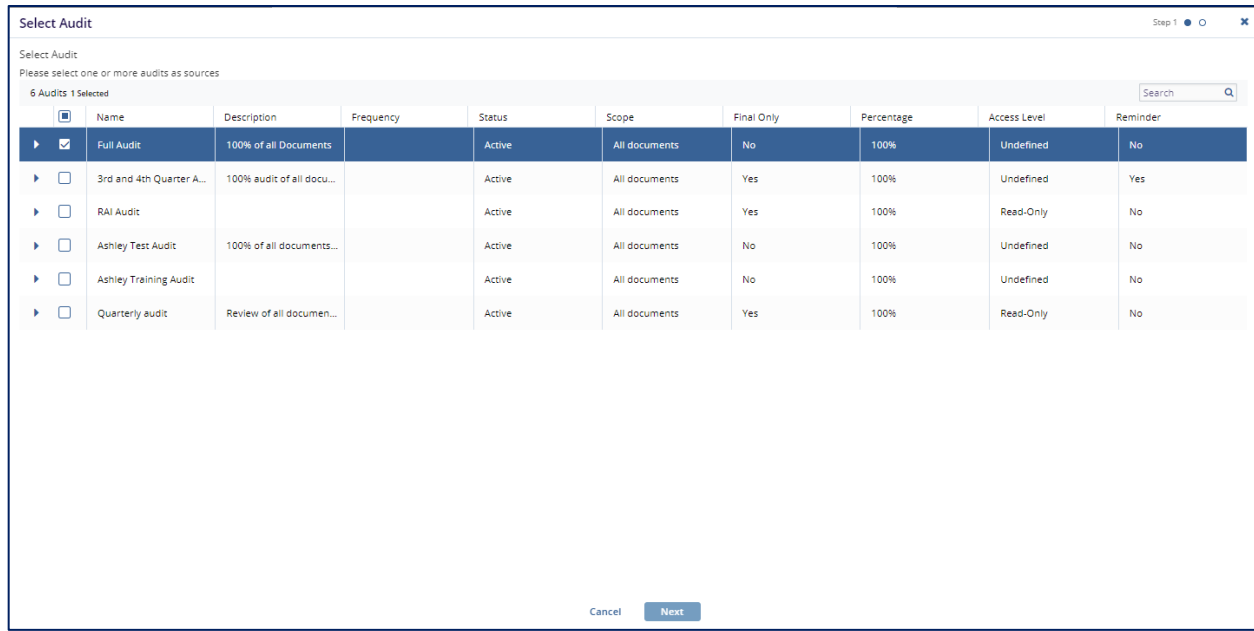 Select Audit
Step 1
Select Audit
Please select one or more audits as sources
6 Audits 1 Selected
Search
Name Description Frequency Status Scope Final Only Percentage Access Level Reminder
Full Audit 100% of all Documents Active All documents No 100% Undefined No
3rd and 4th Quarter A... 100% audit of all docu... Active All documents Yes 100% Undefined Yes
RAI Audit Active All documents Yes 100% Read-Only No
Ashley Test Audit 100% of all documents... Active All documents No 100% Undefined No
Ashley Training Audit Active All documents No 100% Undefined No
Quarterly audit Review of all documen... Active All documents Yes 100% Read-Only No
Cancel Next